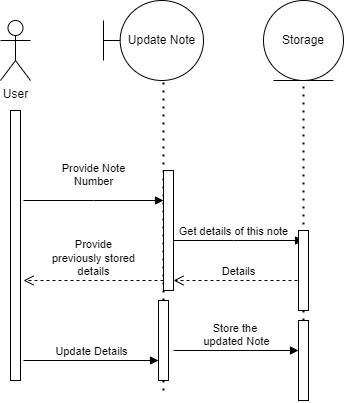 Update Note
Storage
User
Provide Note
Number
Get details of this note
Provide
previously stored
details
Details
Store the
updated Note
Update Details